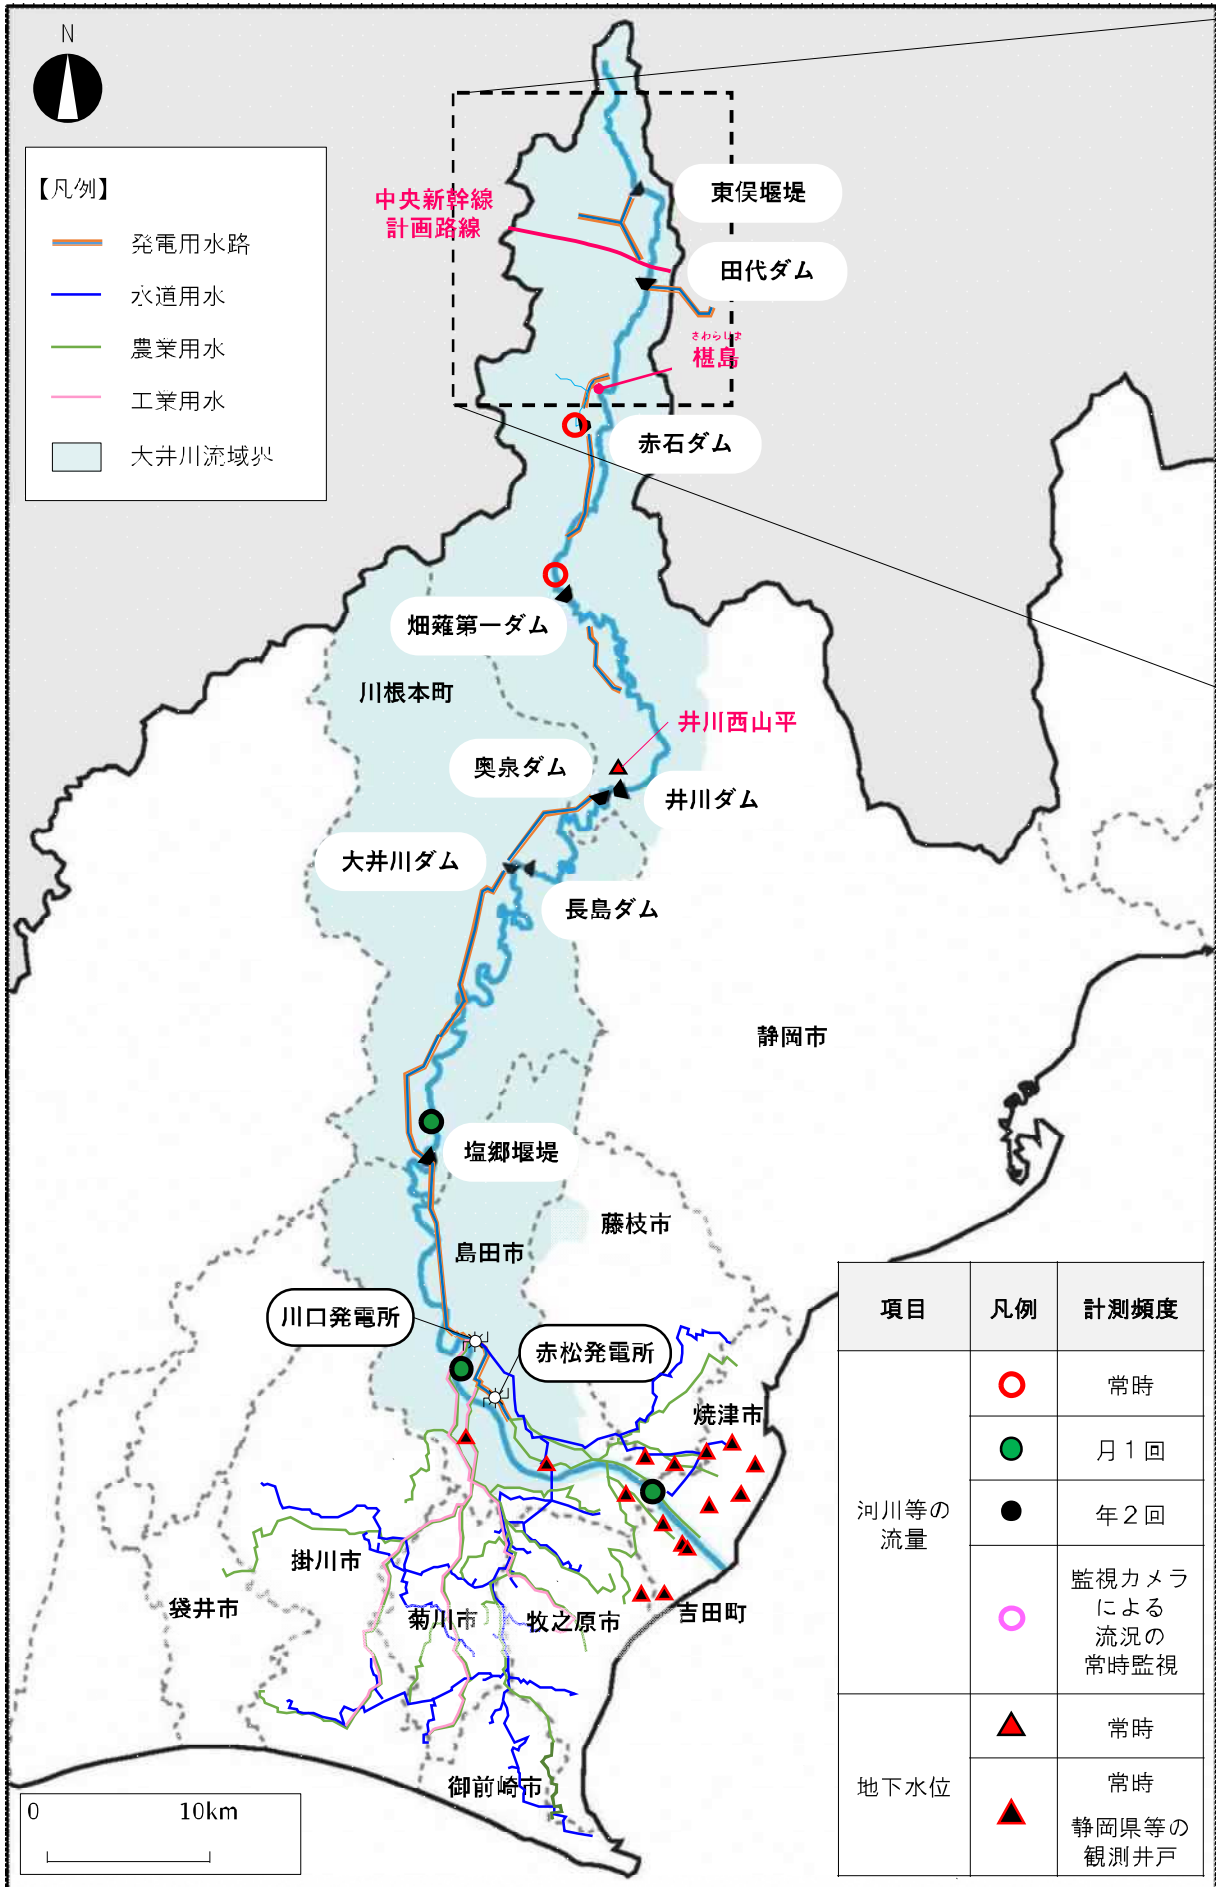 N
【凡例】
発電用水路
水道用水
農業用水
工業用水
大井川流域界
中央新幹線
計画路線
東俣堰堤
田代ダム
さわらじま
椹島
赤石ダム
畑薙第一ダム
川根本町
井川西山平
奥泉ダム
井川ダム
大井川ダム
長島ダム
静岡市
塩郷堰堤
藤枝市
島田市
川口発電所
赤松発電所
焼津市
掛川市
袋井市
菊川市
牧之原市
吉田町
御前崎市
0 10km
項目 凡例 計測頻度
河川等の
流量
常時
月1回
年2回
監視カメラ
による
流況の
常時監視
地下水位
常時
常時
静岡県等の
観測井戸